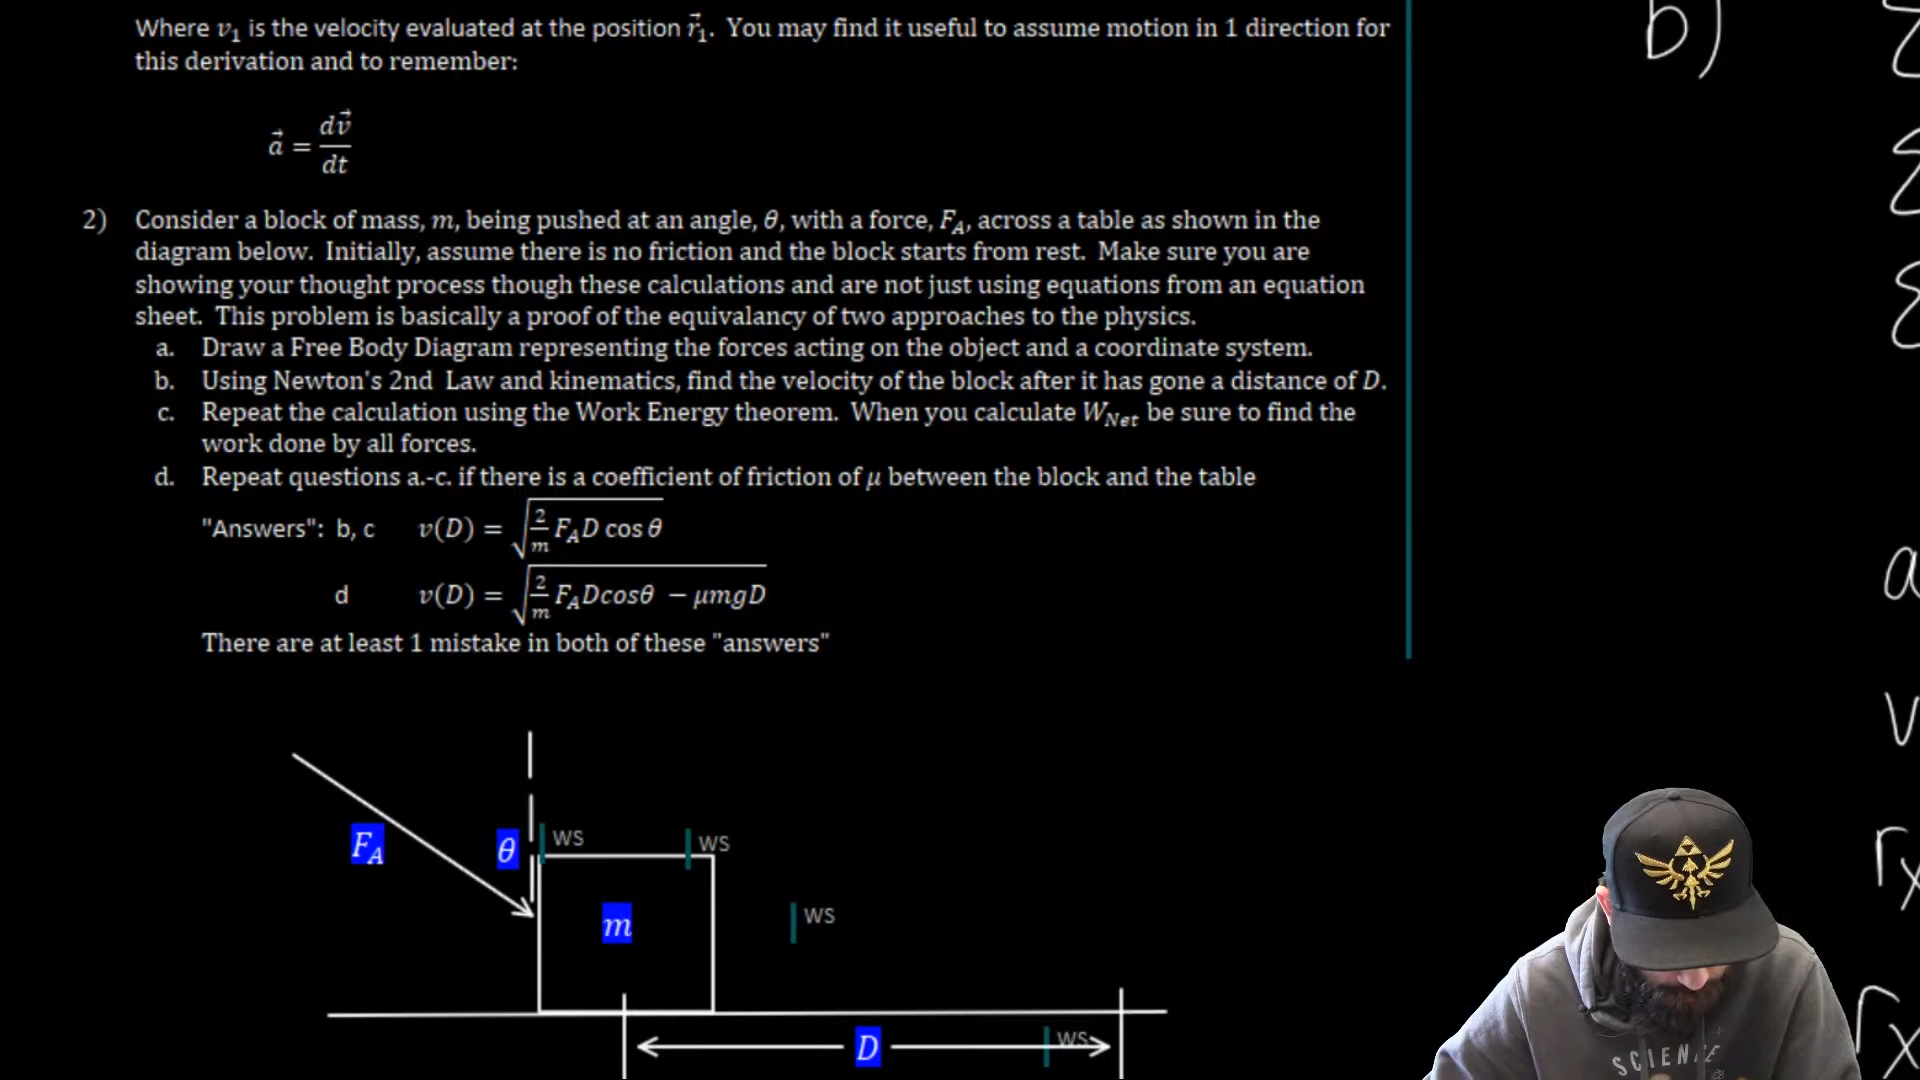 Where v₁ is the velocity evaluated at the position r⃗₁. You may find it useful to assume motion in 1 direction for
this derivation and to remember:
a⃗ = dv⃗/dt
2) Consider a block of mass, m, being pushed at an angle, θ, with a force, F_A, across a table as shown in the
diagram below. Initially, assume there is no friction and the block starts from rest. Make sure you are
showing your thought process though these calculations and are not just using equations from an equation
sheet. This problem is basically a proof of the equivalancy of two approaches to the physics.
a. Draw a Free Body Diagram representing the forces acting on the object and a coordinate system.
b. Using Newton's 2nd Law and kinematics, find the velocity of the block after it has gone a distance of D.
c. Repeat the calculation using the Work Energy theorem. When you calculate W_Net be sure to find the
work done by all forces.
d. Repeat questions a.-c. if there is a coefficient of friction of μ between the block and the table
"Answers": b, c v(D) = √(2/m F_A D cos θ)
d v(D) = √(2/m F_A Dcosθ − μmgD)
There are at least 1 mistake in both of these "answers"
F_A
θ
WS
WS
m
WS
D
WS
b)
a
v
rx
rx
SCIENCE